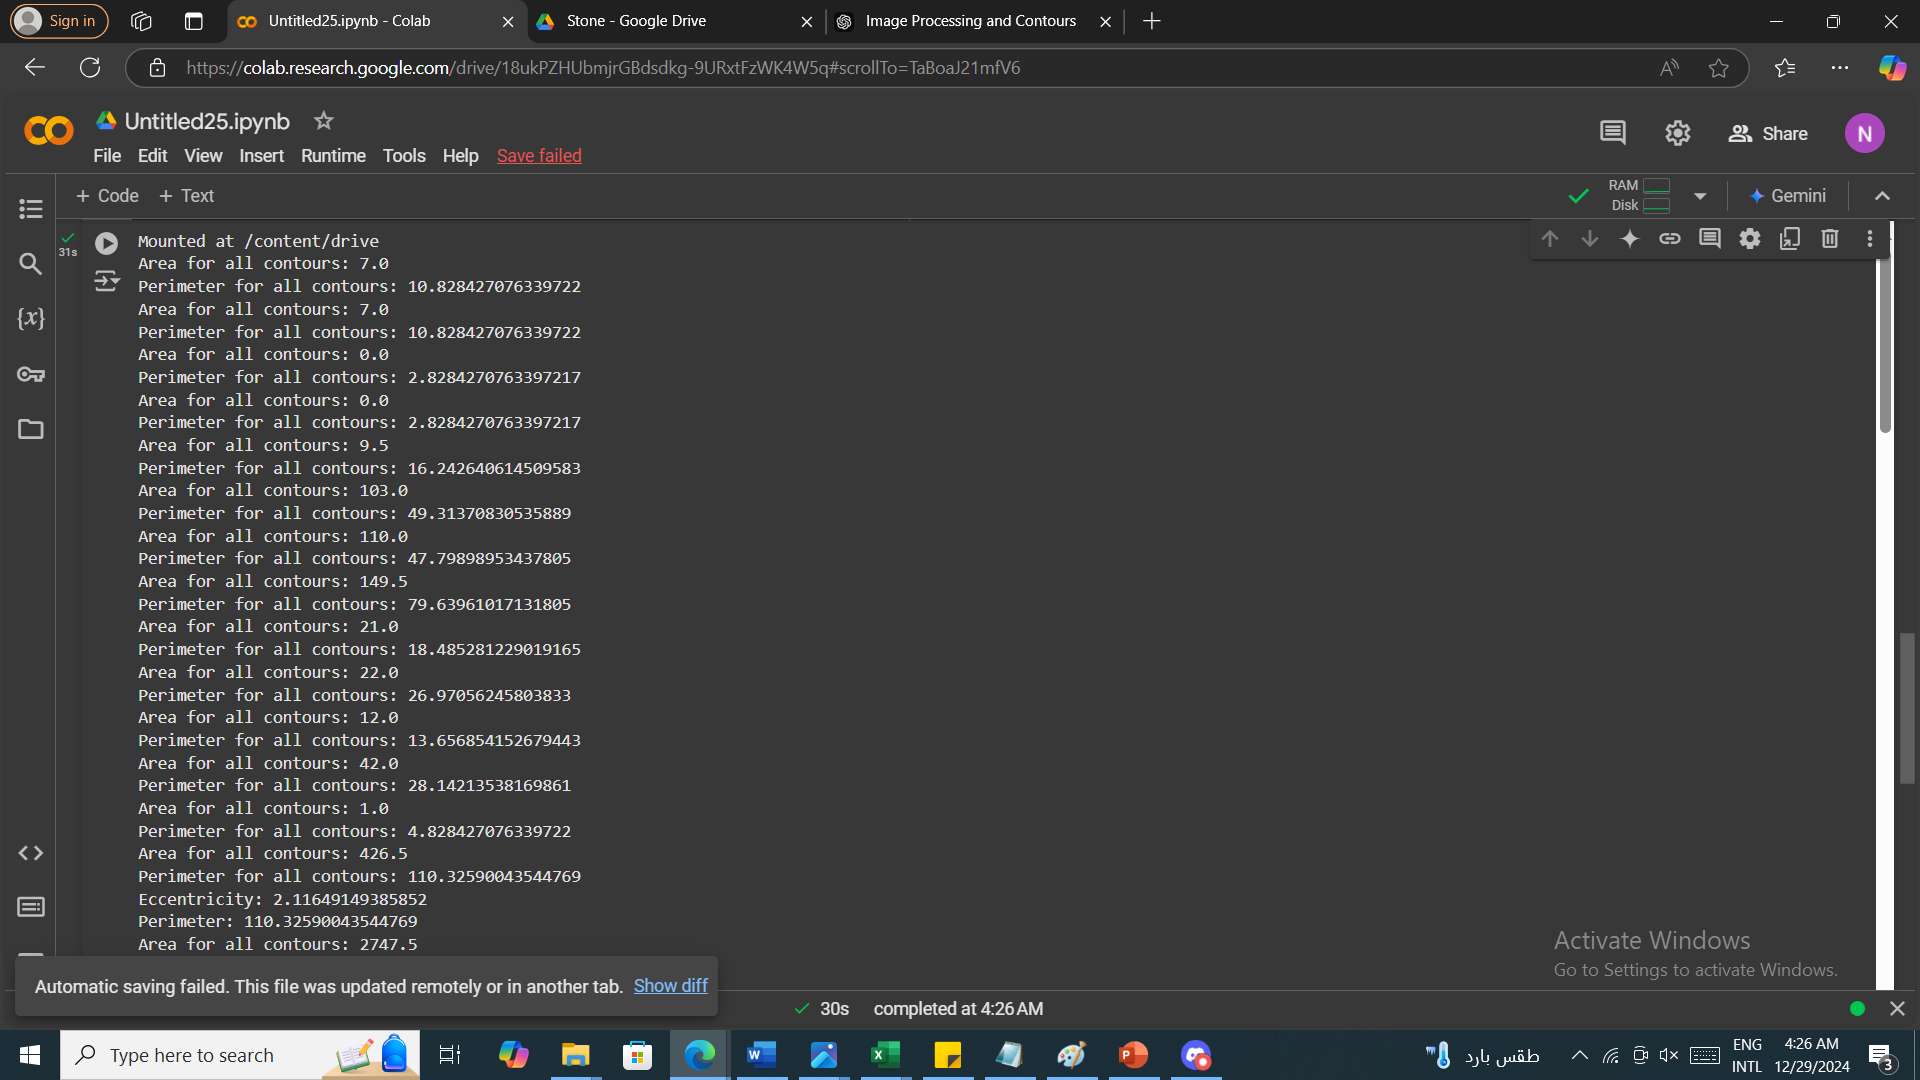 Sign in
Untitled25.ipynb - Colab
Stone - Google Drive
Image Processing and Contours
https://colab.research.google.com/drive/18ukPZHUbmjrGBdsdkg-9URxtFzWK4W5q#scrollTo=TaBoaJ21mfV6
Untitled25.ipynb
File Edit View Insert Runtime Tools Help Save failed
Share
N
+ Code + Text
RAM
Disk
Gemini
31s
Mounted at /content/drive
Area for all contours: 7.0
Perimeter for all contours: 10.828427076339722
Area for all contours: 7.0
Perimeter for all contours: 10.828427076339722
Area for all contours: 0.0
Perimeter for all contours: 2.8284270763397217
Area for all contours: 0.0
Perimeter for all contours: 2.8284270763397217
Area for all contours: 9.5
Perimeter for all contours: 16.242640614509583
Area for all contours: 103.0
Perimeter for all contours: 49.31370830535889
Area for all contours: 110.0
Perimeter for all contours: 47.79898953437805
Area for all contours: 149.5
Perimeter for all contours: 79.63961017131805
Area for all contours: 21.0
Perimeter for all contours: 18.485281229019165
Area for all contours: 22.0
Perimeter for all contours: 26.97056245803833
Area for all contours: 12.0
Perimeter for all contours: 13.656854152679443
Area for all contours: 42.0
Perimeter for all contours: 28.14213538169861
Area for all contours: 1.0
Perimeter for all contours: 4.828427076339722
Area for all contours: 426.5
Perimeter for all contours: 110.32590043544769
Eccentricity: 2.11649149385852
Perimeter: 110.32590043544769
Area for all contours: 2747.5
Activate Windows
Go to Settings to activate Windows.
Automatic saving failed. This file was updated remotely or in another tab. Show diff
30s completed at 4:26 AM
Type here to search
طقس بارد
ENG
INTL
4:26 AM
12/29/2024
3